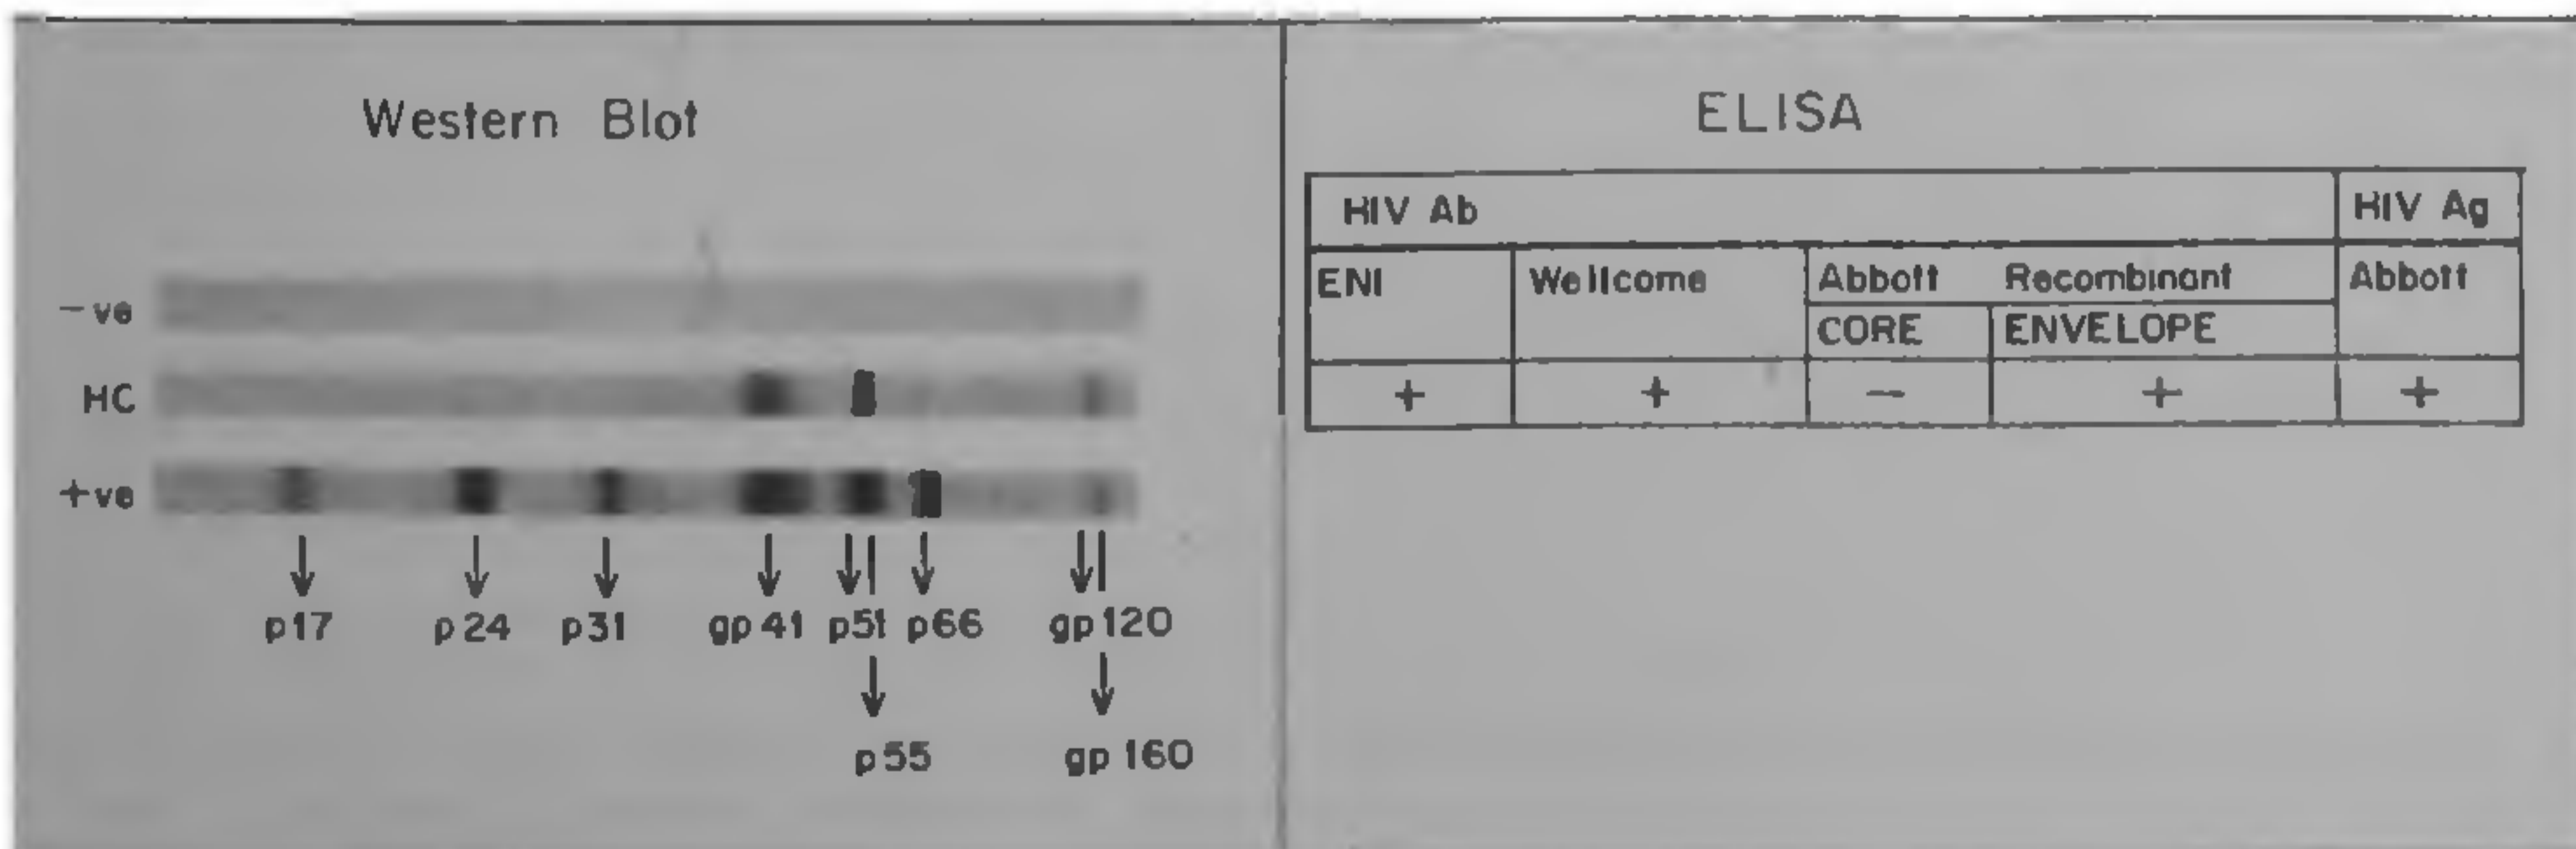 Western Blot
-ve
HC
+ve
p17 p24 p31 gp41 p51 p66 gp120
p55 gp160
ELISA
HIV Ab HIV Ag
ENI Wellcome Abbott Recombinant Abbott
CORE ENVELOPE
+ + - + +